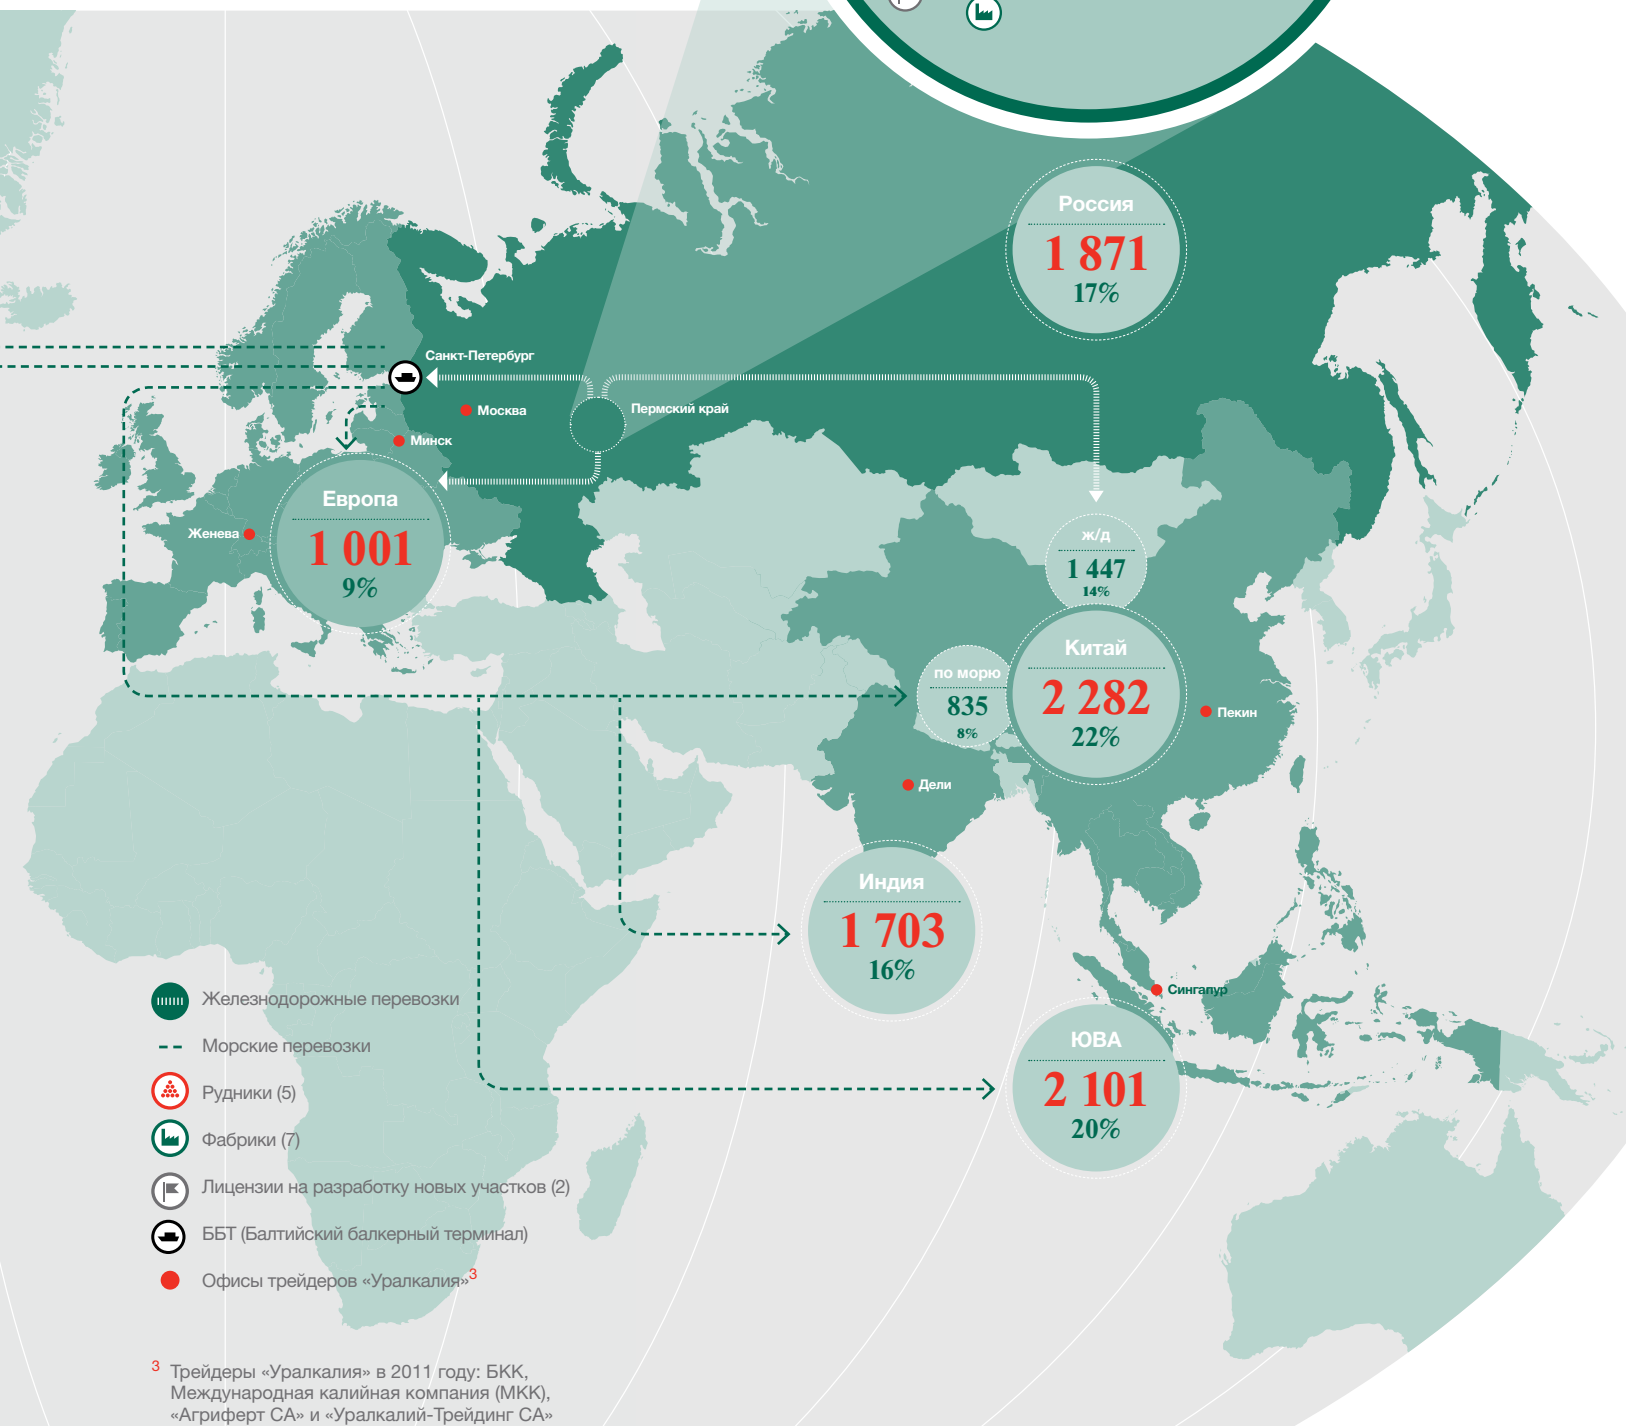 Россия
1 871
17%
Санкт-Петербург
Москва
Пермский край
Минск
Европа
1 001
9%
Женева
ж/д
1 447
14%
Китай
2 282
22%
по морю
835
8%
Пекин
Дели
Индия
1 703
16%
Сингапур
ЮВА
2 101
20%
Железнодорожные перевозки
Морские перевозки
Рудники (5)
Фабрики (7)
Лицензии на разработку новых участков (2)
ББТ (Балтийский балкерный терминал)
Офисы трейдеров «Уралкалия»3
3 Трейдеры «Уралкалия» в 2011 году: БКК,
Международная калийная компания (МКК),
«Агриферт СА» и «Уралкалий-Трейдинг СА»